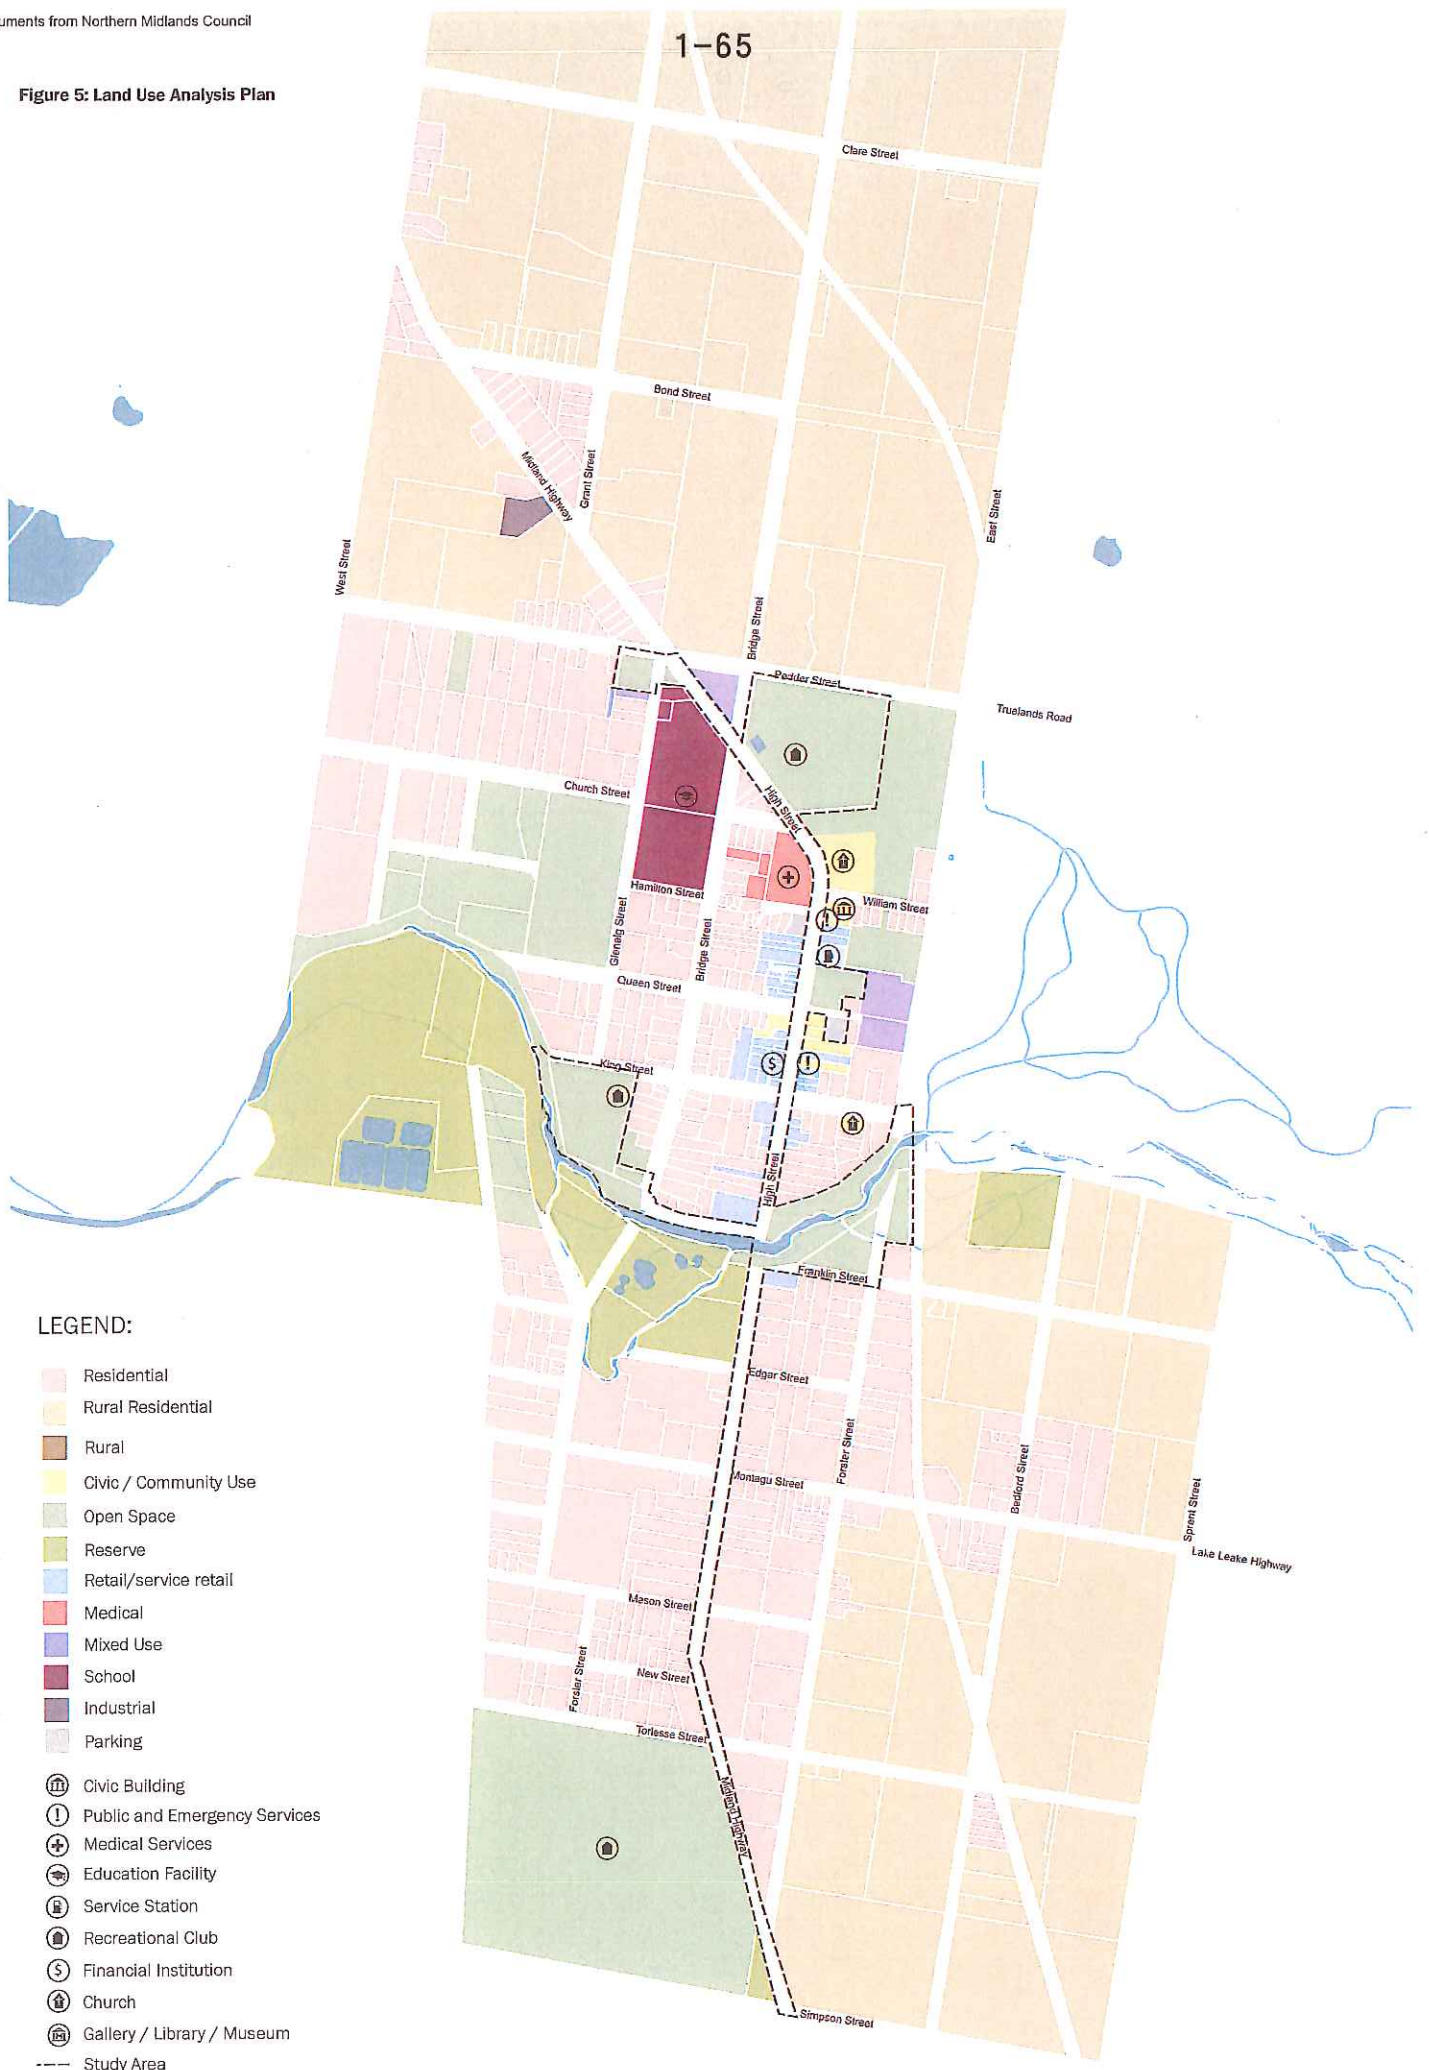 uments from Northern Midlands Council
1-65
Figure 5: Land Use Analysis Plan
Clare Street
Bond Street
Midland Highway
Grant Street
East Street
West Street
Bridge Street
Pedder Street
Truelands Road
Church Street
High Street
Hamilton Street
William Street
Glenelg Street
Bridge Street
Queen Street
King Street
$
High Street
Franklin Street
Edgar Street
Forster Street
Montagu Street
Bedford Street
Sprent Street
Lake Leake Highway
Mason Street
Forster Street
New Street
Torlesse Street
Midland Highway
Simpson Street
LEGEND:
Residential
Rural Residential
Rural
Civic / Community Use
Open Space
Reserve
Retail/service retail
Medical
Mixed Use
School
Industrial
Parking
Civic Building
! Public and Emergency Services
Medical Services
Education Facility
Service Station
Recreational Club
$ Financial Institution
Church
Gallery / Library / Museum
Study Area